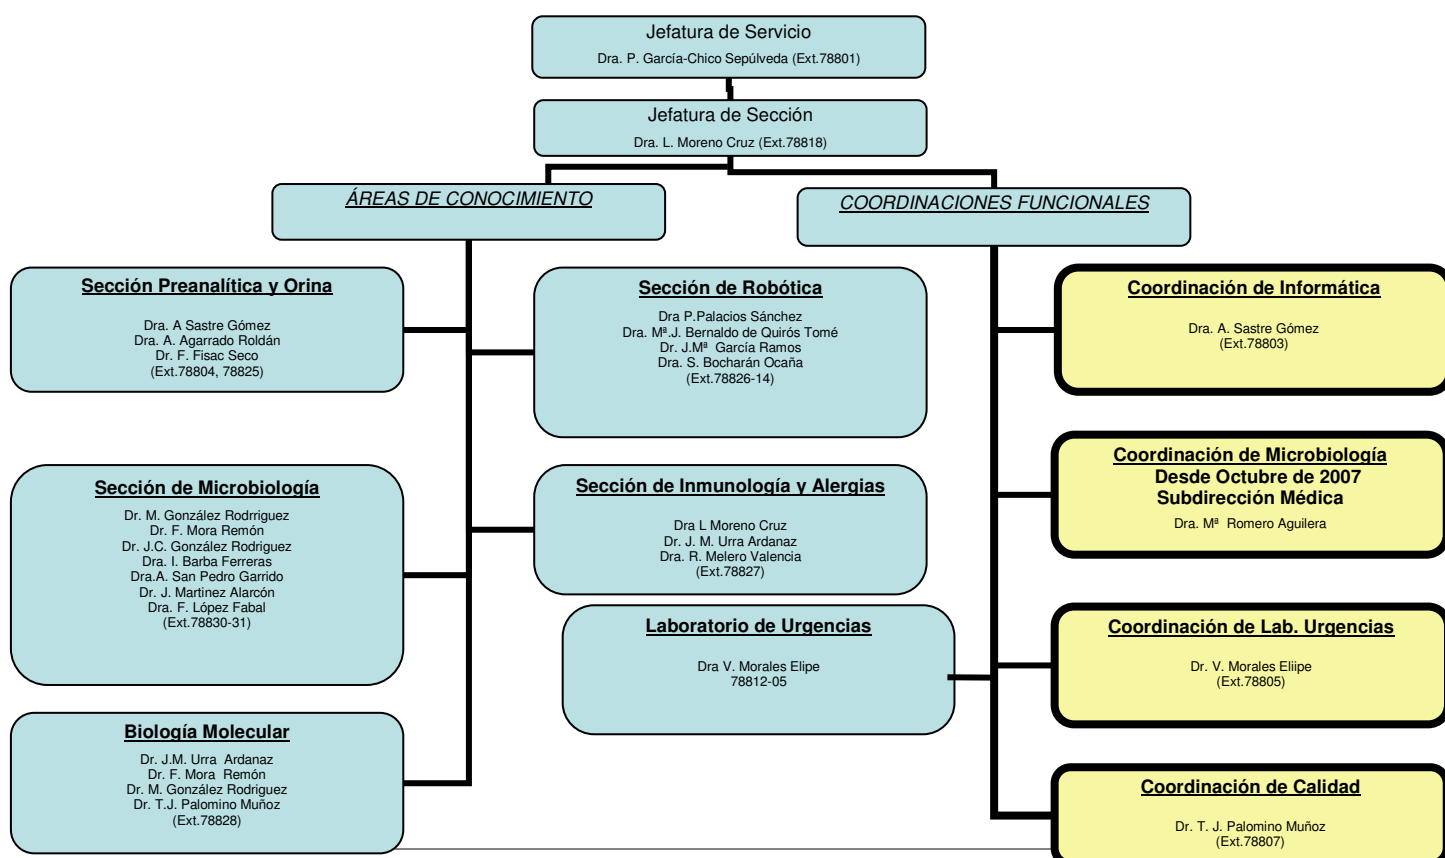 Jefatura de Servicio
Dra. P. García-Chico Sepúlveda (Ext.78801)
Jefatura de Sección
Dra. L. Moreno Cruz (Ext.78818)
ÁREAS DE CONOCIMIENTO
COORDINACIONES FUNCIONALES
Sección Preanalítica y Orina
Dra. A Sastre Gómez
Dra. A. Agarrado Roldán
Dr. F. Fisac Seco
(Ext.78804, 78825)
Sección de Robótica
Dra P.Palacios Sánchez
Dra. Mª.J. Bernaldo de Quirós Tomé
Dr. J.Mª García Ramos
Dra. S. Bocharán Ocaña
(Ext.78826-14)
Coordinación de Informática
Dra. A. Sastre Gómez
(Ext.78803)
Sección de Microbiología
Dr. M. González Rodrriguez
Dr. F. Mora Remón
Dr. J.C. González Rodriguez
Dra. I. Barba Ferreras
Dra.A. San Pedro Garrido
Dr. J. Martinez Alarcón
Dra. F. López Fabal
(Ext.78830-31)
Sección de Inmunología y Alergias
Dra L Moreno Cruz
Dr. J. M. Urra Ardanaz
Dra. R. Melero Valencia
(Ext.78827)
Coordinación de Microbiología
Desde Octubre de 2007
Subdirección Médica
Dra. Mª Romero Aguilera
Laboratorio de Urgencias
Dra V. Morales Elipe
78812-05
Coordinación de Lab. Urgencias
Dr. V. Morales Eliipe
(Ext.78805)
Biología Molecular
Dr. J.M. Urra Ardanaz
Dr. F. Mora Remón
Dr. M. González Rodriguez
Dr. T.J. Palomino Muñoz
(Ext.78828)
Coordinación de Calidad
Dr. T. J. Palomino Muñoz
(Ext.78807)